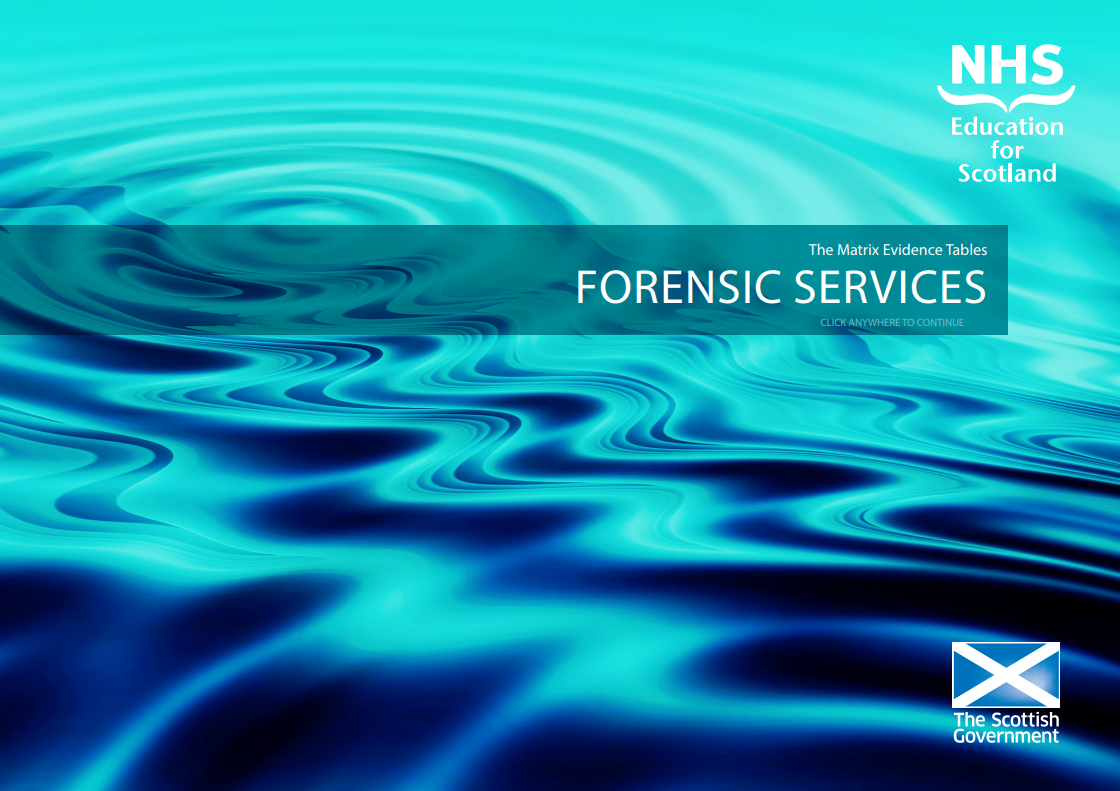 NHS
Education
for
Scotland
The Matrix Evidence Tables
FORENSIC SERVICES
CLICK ANYWHERE TO CONTINUE
The Scottish
Government